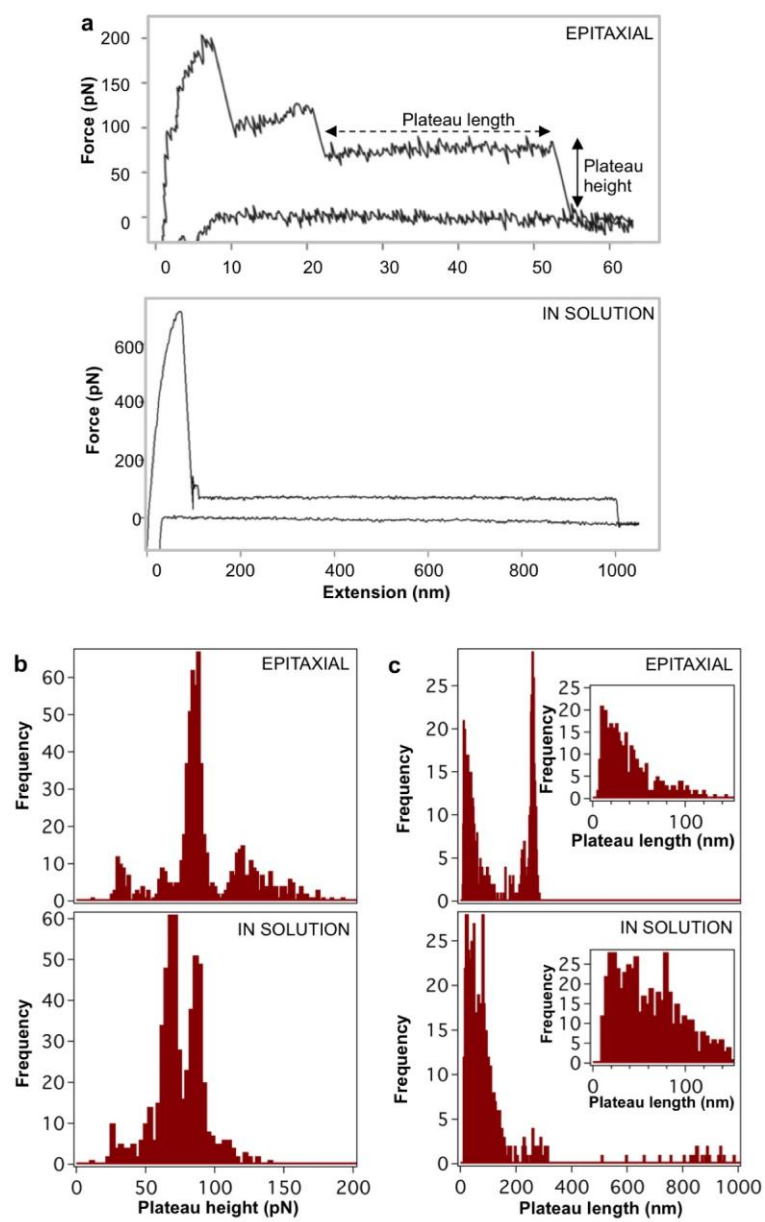 a
EPITAXIAL
Force (pN)
200
150
100
50
0
Plateau length
Plateau
height
0 10 20 30 40 50 60
IN SOLUTION
Force (pN)
600
400
200
0
0 200 400 600 800 1000
Extension (nm)
b
EPITAXIAL
Frequency
60
50
40
30
20
10
0
IN SOLUTION
Frequency
60
50
40
30
20
10
0
0 50 100 150 200
Plateau height (pN)
c
EPITAXIAL
Frequency
25
20
15
10
5
0
Frequency
25
20
15
10
5
0
0 100
Plateau length (nm)
IN SOLUTION
Frequency
25
20
15
10
5
0
Frequency
25
20
15
10
5
0
0 100
Plateau length (nm)
0 200 400 600 800 1000
Plateau length (nm)